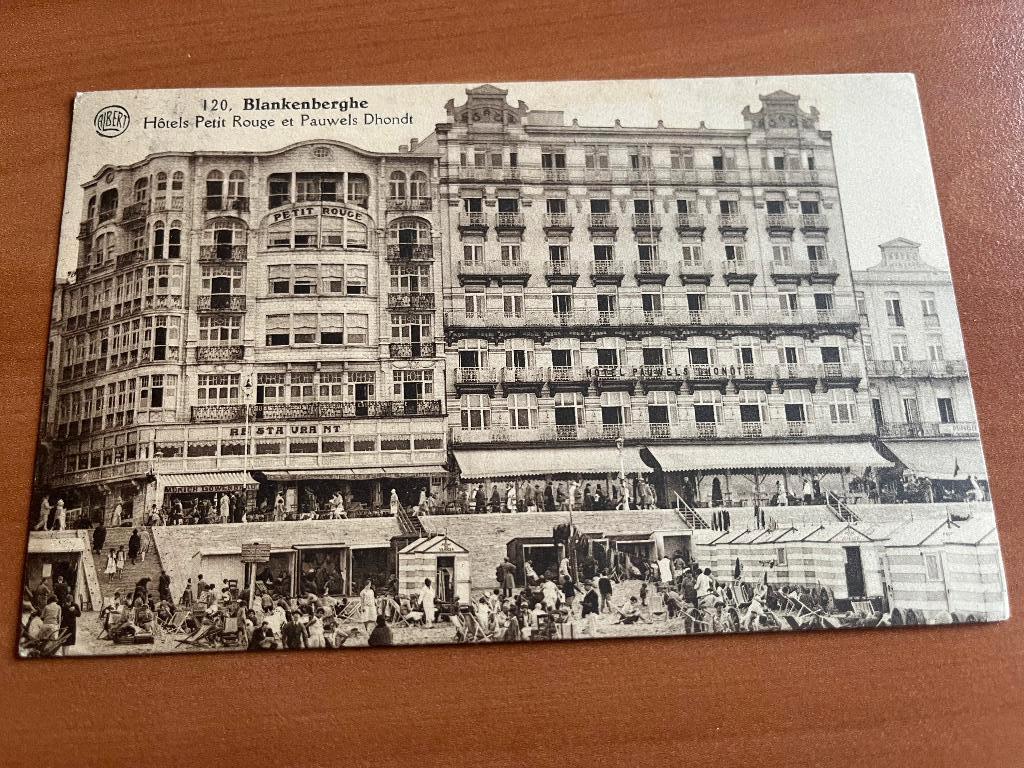 ALBERT
120. Blankenberghe
Hôtels Petit Rouge et Pauwels Dhondt
PETIT ROUGE
HOTEL PAUWELS DHONDT
RESTAURANT